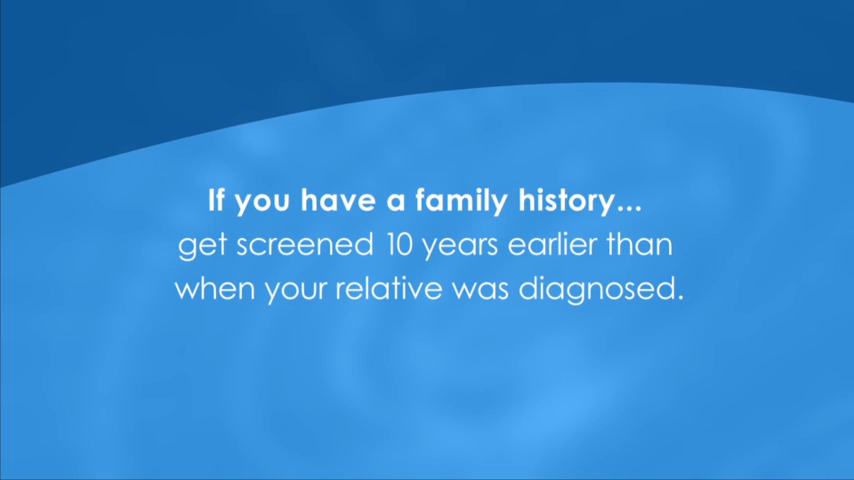 If you have a family history...
get screened 10 years earlier than
when your relative was diagnosed.